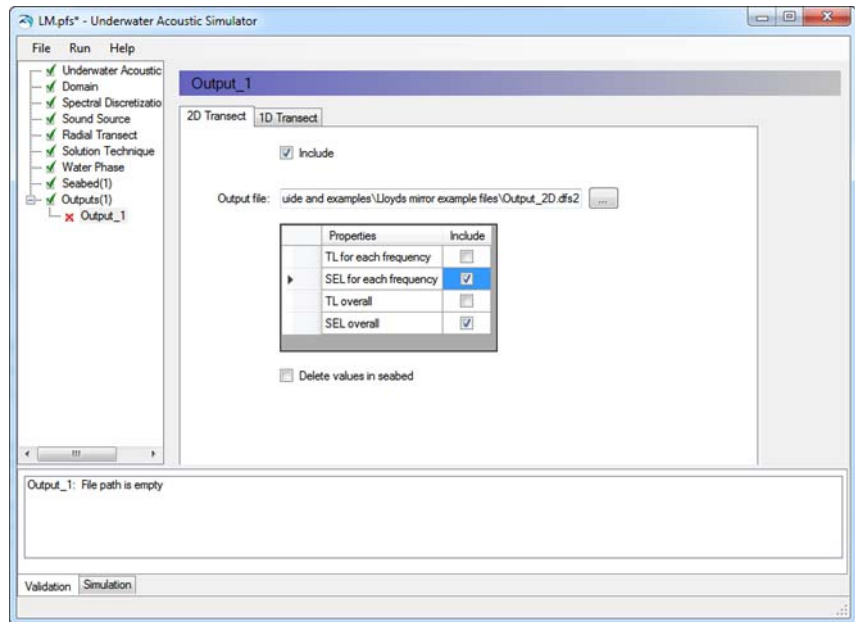 LM.pfs* - Underwater Acoustic Simulator
File Run Help
Underwater Acoustic
Domain
Spectral Discretizatio
Sound Source
Radial Transect
Solution Technique
Water Phase
Seabed(1)
Outputs(1)
Output_1
Output_1
2D Transect 1D Transect
Include
Output file: uide and examples\Lloyds mirror example files\Output_2D.dfs2 ...
Properties Include
TL for each frequency
SEL for each frequency
TL overall
SEL overall
Delete values in seabed
Output_1: File path is empty
Validation Simulation